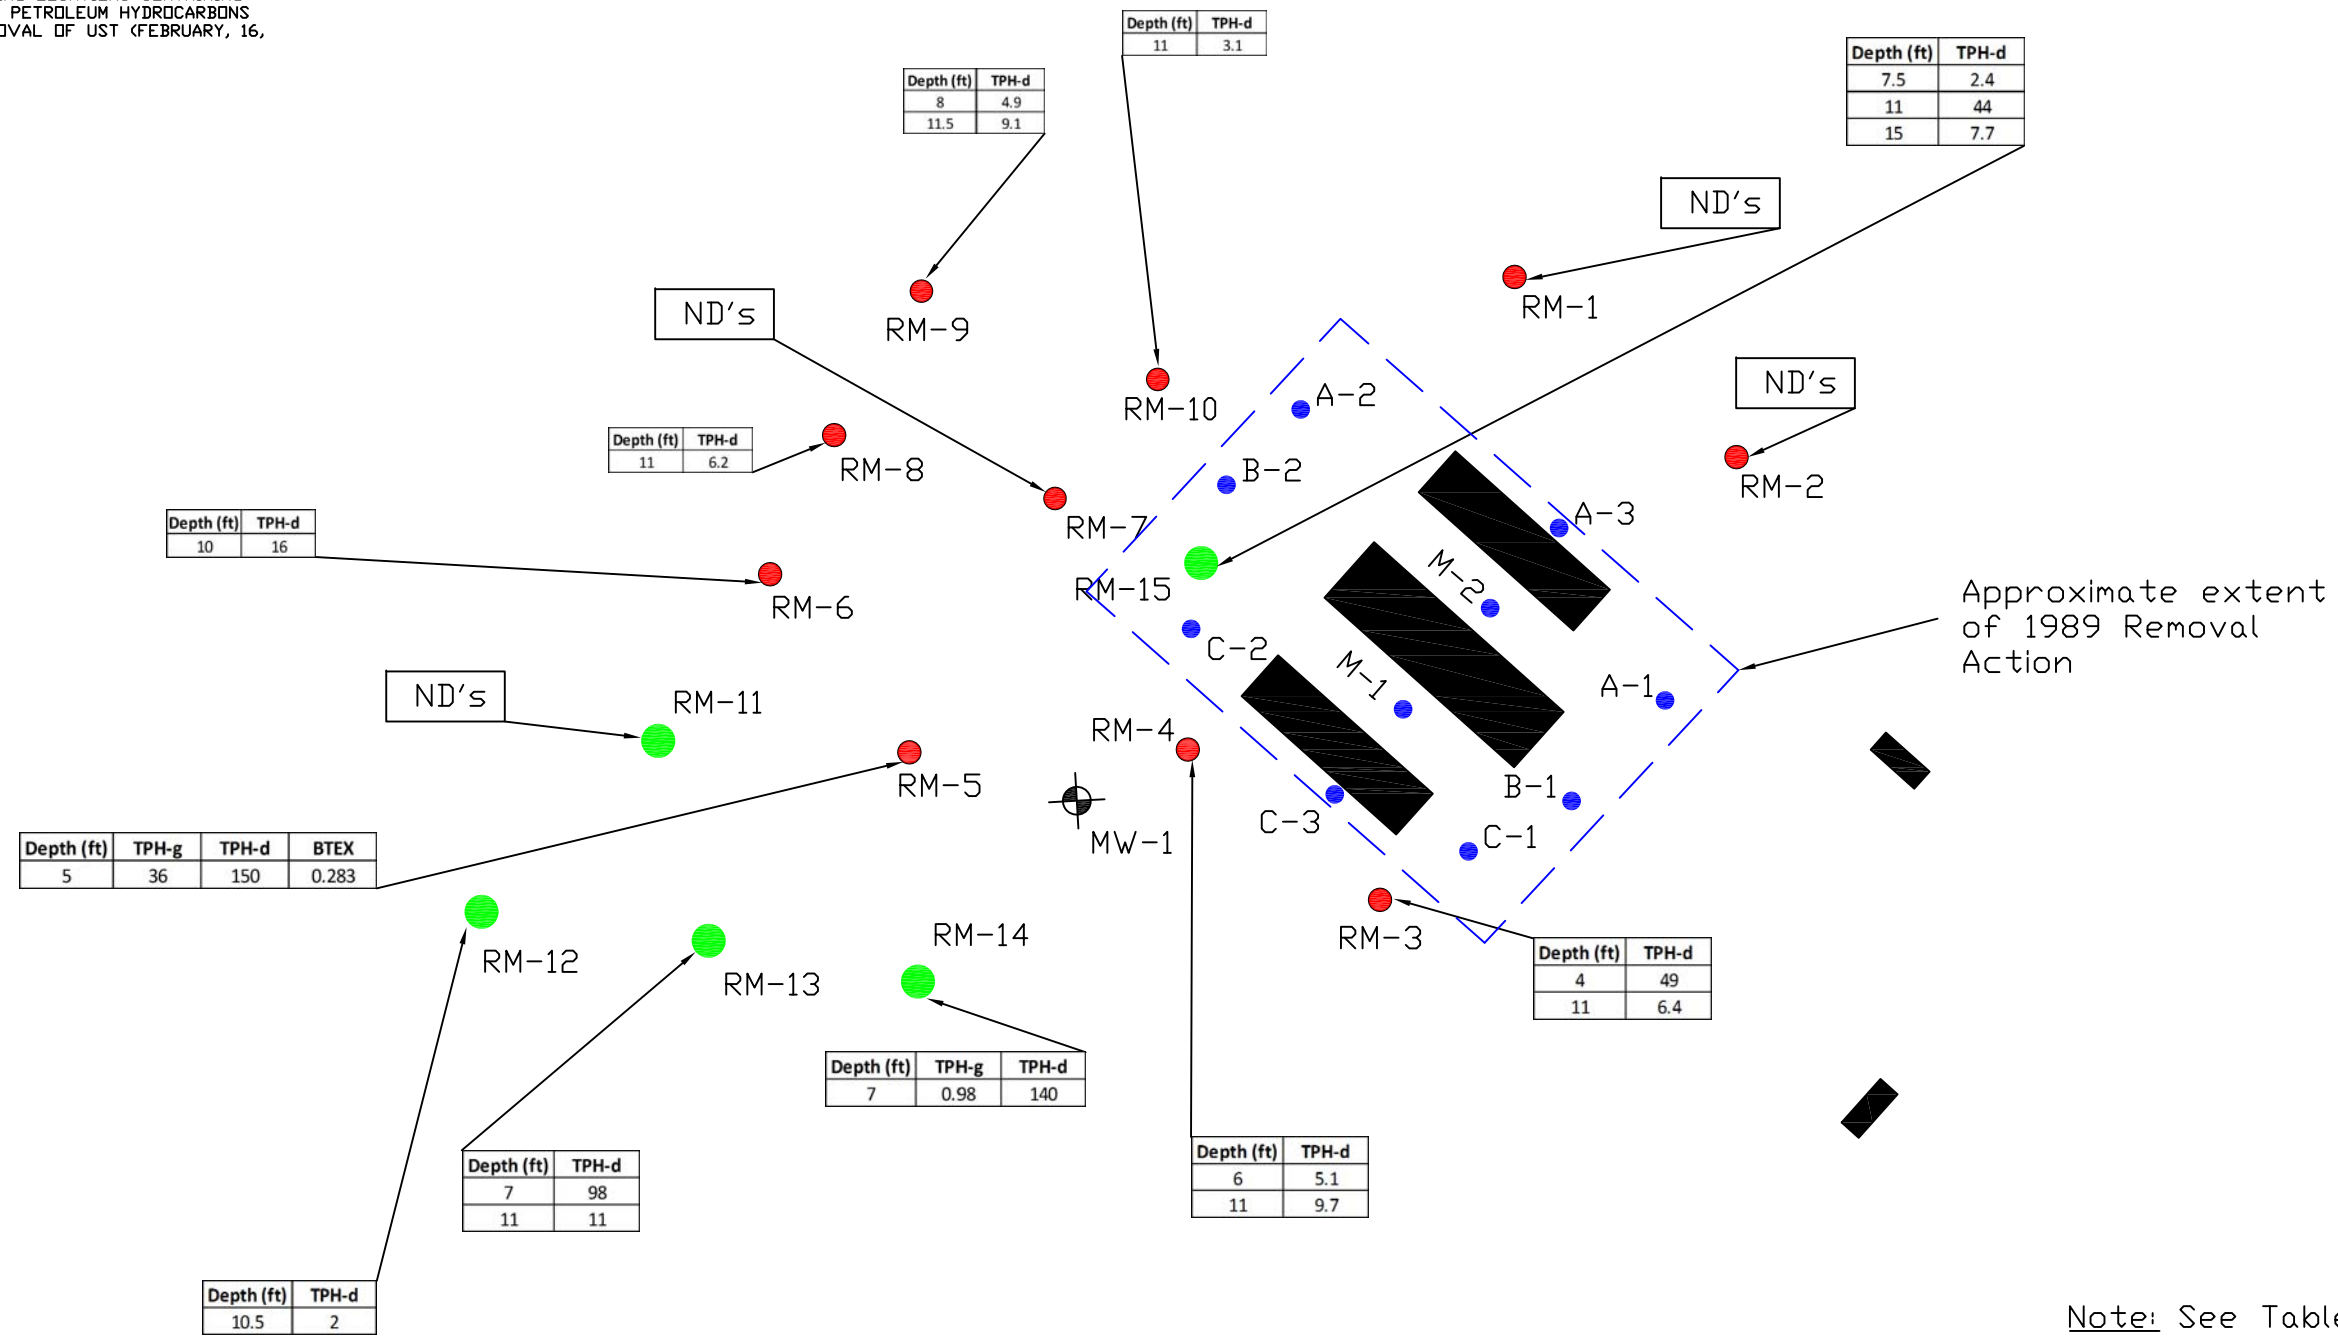 PETROLEUM HYDROCARBONS
OF UST (FEBRUARY, 16,
Depth (ft) TPH-d
11 3.1
Depth (ft) TPH-d
7.5 2.4
11 44
15 7.7
Depth (ft) TPH-d
8 4.9
11.5 9.1
ND's
RM-1
ND's
RM-9
ND's
RM-2
RM-10
A-2
Depth (ft) TPH-d
11 6.2
RM-8
B-2
RM-7
A-3
Depth (ft) TPH-d
10 16
RM-6
RM-15
M-2
Approximate extent
of 1989 Removal
Action
C-2
M-1
A-1
ND's
RM-11
RM-4
RM-5
B-1
MW-1
C-3
C-1
Depth (ft) TPH-g TPH-d BTEX
5 36 150 0.283
RM-12
RM-13
RM-14
RM-3
Depth (ft) TPH-d
4 49
11 6.4
Depth (ft) TPH-g TPH-d
7 0.98 140
Depth (ft) TPH-d
7 98
11 11
Depth (ft) TPH-d
6 5.1
11 9.7
Depth (ft) TPH-d
10.5 2
Note: See Table